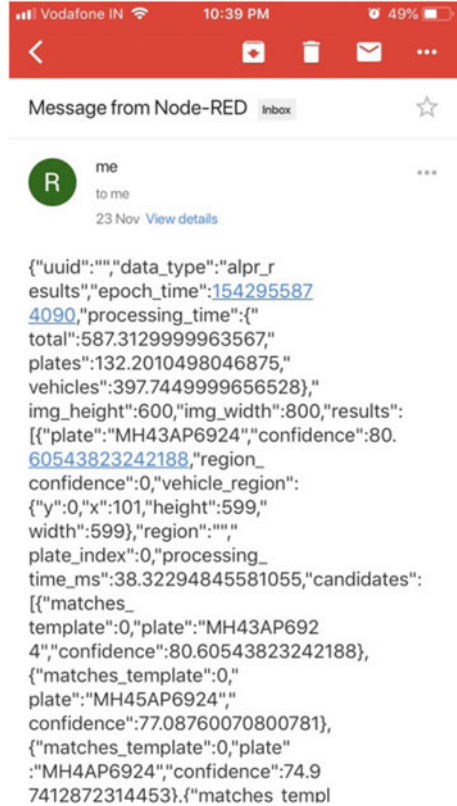 Vodafone IN 10:39 PM 49%
Message from Node-RED Inbox
R
me
to me
23 Nov View details
{"uuid":"","data_type":"alpr_r
esults","epoch_time":154295587
4090,"processing_time":{"
total":587.3129999963567,"
plates":132.2010498046875,"
vehicles":397.7449999656528},"
img_height":600,"img_width":800,"results":
[{"plate":"MH43AP6924","confidence":80.
60543823242188,"region_
confidence":0,"vehicle_region":
{"y":0,"x":101,"height":599,"
width":599},"region":"","
plate_index":0,"processing_
time_ms":38.32294845581055,"candidates":
[{"matches_
template":0,"plate":"MH43AP692
4","confidence":80.60543823242188},
{"matches_template":0,"
plate":"MH45AP6924","
confidence":77.08760070800781},
{"matches_template":0,"plate"
:"MH4AP6924","confidence":74.9
7412872314453},{"matches_templ